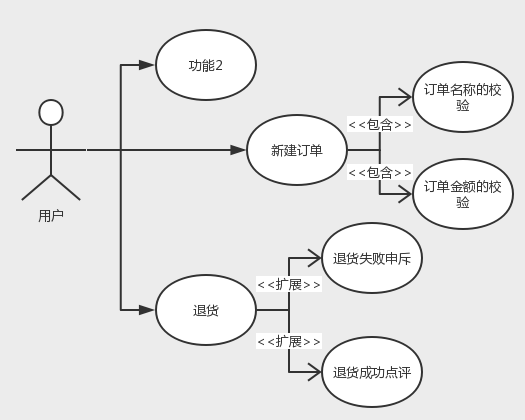 功能2
订单名称的校
验
<<包含>>
新建订单
<<包含>>
订单金额的校
验
用户
退货失败申斥
<<扩展>>
退货
<<扩展>>
退货成功点评